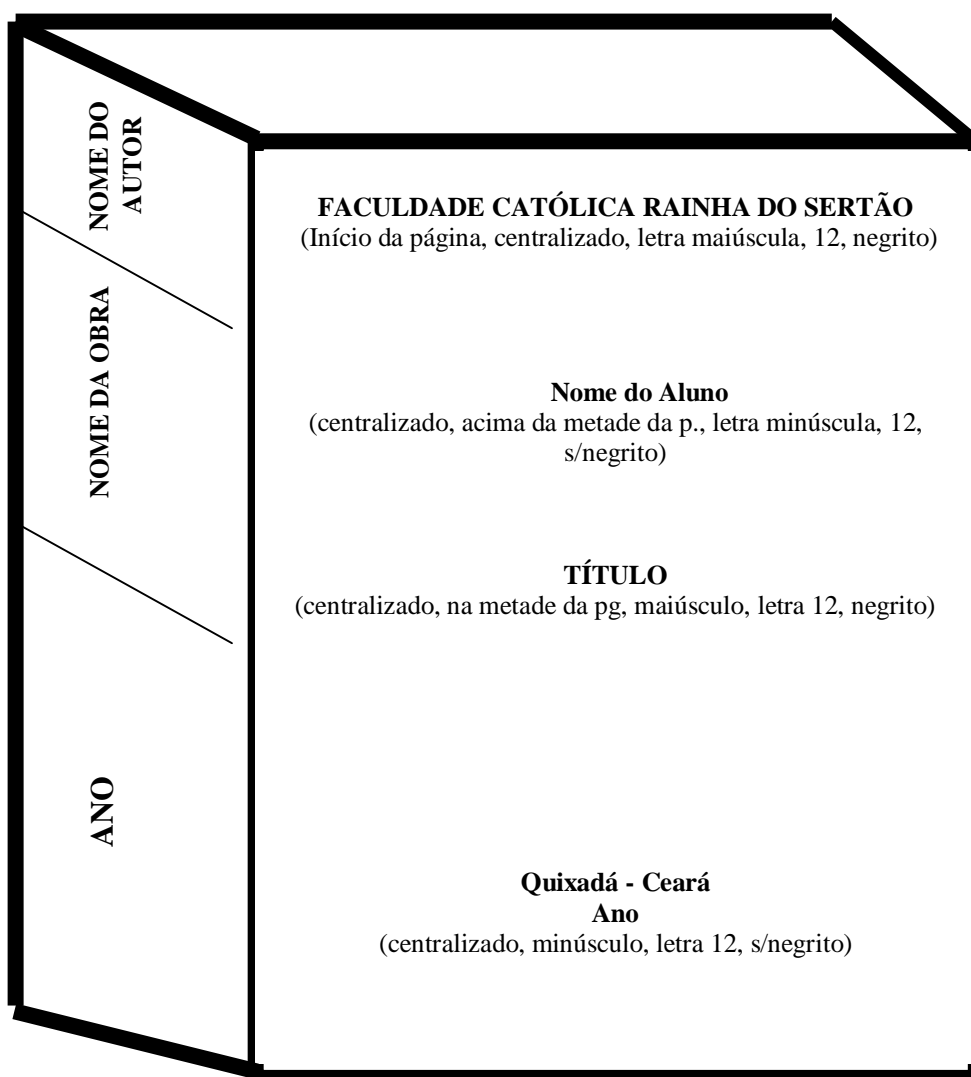 NOME DO
AUTOR
NOME DA OBRA
ANO
FACULDADE CATÓLICA RAINHA DO SERTÃO
(Início da página, centralizado, letra maiúscula, 12, negrito)
Nome do Aluno
(centralizado, acima da metade da p., letra minúscula, 12,
s/negrito)
TÍTULO
(centralizado, na metade da pg, maiúsculo, letra 12, negrito)
Quixadá - Ceará
Ano
(centralizado, minúsculo, letra 12, s/negrito)